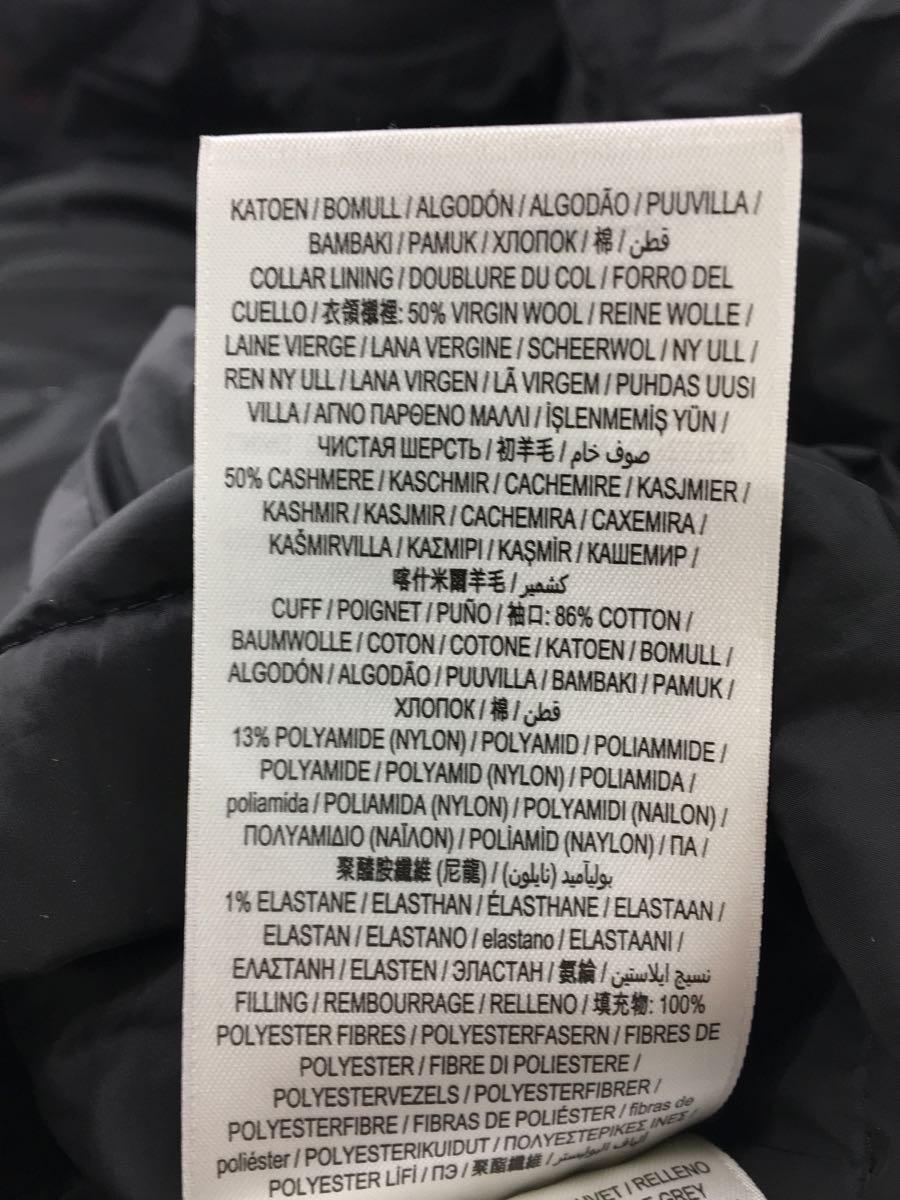 KATOEN / BOMULL / ALGODÓN / ALGODÃO / PUUVILLA /
BAMBAKI / PAMUK / ХЛОПОК / 棉 / قطن
COLLAR LINING / DOUBLURE DU COL / FORRO DEL
CUELLO / 衣領襯裡: 50% VIRGIN WOOL / REINE WOLLE /
LAINE VIERGE / LANA VERGINE / SCHEERWOL / NY ULL /
REN NY ULL / LANA VIRGEN / LÃ VIRGEM / PUHDAS UUSI
VILLA / ΑΓΝΟ ΠΑΡΘΕΝΟ ΜΑΛΛΙ / İŞLENMEMİŞ YÜN /
ЧИСТАЯ ШЕРСТЬ / 初羊毛 / صوف خام
50% CASHMERE / KASCHMIR / CACHEMIRE / KASJMIER /
KASHMIR / KASJMIR / CACHEMIRA / CAXEMIRA /
KAŠMIRVILLA / ΚΑΣΜΙΡΙ / KAŞMİR / КАШЕМИР /
喀什米爾羊毛 / كشمير
CUFF / POIGNET / PUÑO / 袖口: 86% COTTON /
BAUMWOLLE / COTON / COTONE / KATOEN / BOMULL /
ALGODÓN / ALGODÃO / PUUVILLA / BAMBAKI / PAMUK /
ХЛОПОК / 棉 / قطن
13% POLYAMIDE (NYLON) / POLYAMID / POLIAMMIDE /
POLYAMIDE / POLYAMID (NYLON) / POLIAMIDA /
poliamida / POLIAMIDA (NYLON) / POLYAMIDI (NAILON) /
ΠΟΛΥΑΜΙΔΙΟ (ΝΑΪΛΟΝ) / POLİAMİD (NAYLON) / ПА /
聚醯胺纖維 (尼龍) / بوليآميد (نايلون)
1% ELASTANE / ELASTHAN / ÉLASTHANE / ELASTAAN /
ELASTAN / ELASTANO / elastano / ELASTAANI /
ΕΛΑΣΤΑΝΗ / ELASTEN / ЭЛАСТАН / 氨綸 / نسيج ايلاستين
FILLING / REMBOURRAGE / RELLENO / 填充物: 100%
POLYESTER FIBRES / POLYESTERFASERN / FIBRES DE
POLYESTER / FIBRE DI POLIESTERE /
POLYESTERVEZELS / POLYESTERFIBRER /
POLYESTERFIBRE / FIBRAS DE POLIÉSTER / fibras de
poliéster / POLYESTERIKUIDUT / ΠΟΛΥΕΣΤΕΡΙΚΕΣ ΙΝΕΣ /
POLYESTER LİFİ / ПЭ / 聚酯纖維 / ألياف البوليستر
/ RELLENO
GREY